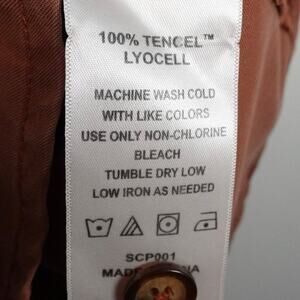 100% TENCEL™
LYOCELL
MACHINE WASH COLD
WITH LIKE COLORS
USE ONLY NON-CHLORINE
BLEACH
TUMBLE DRY LOW
LOW IRON AS NEEDED
SCP001